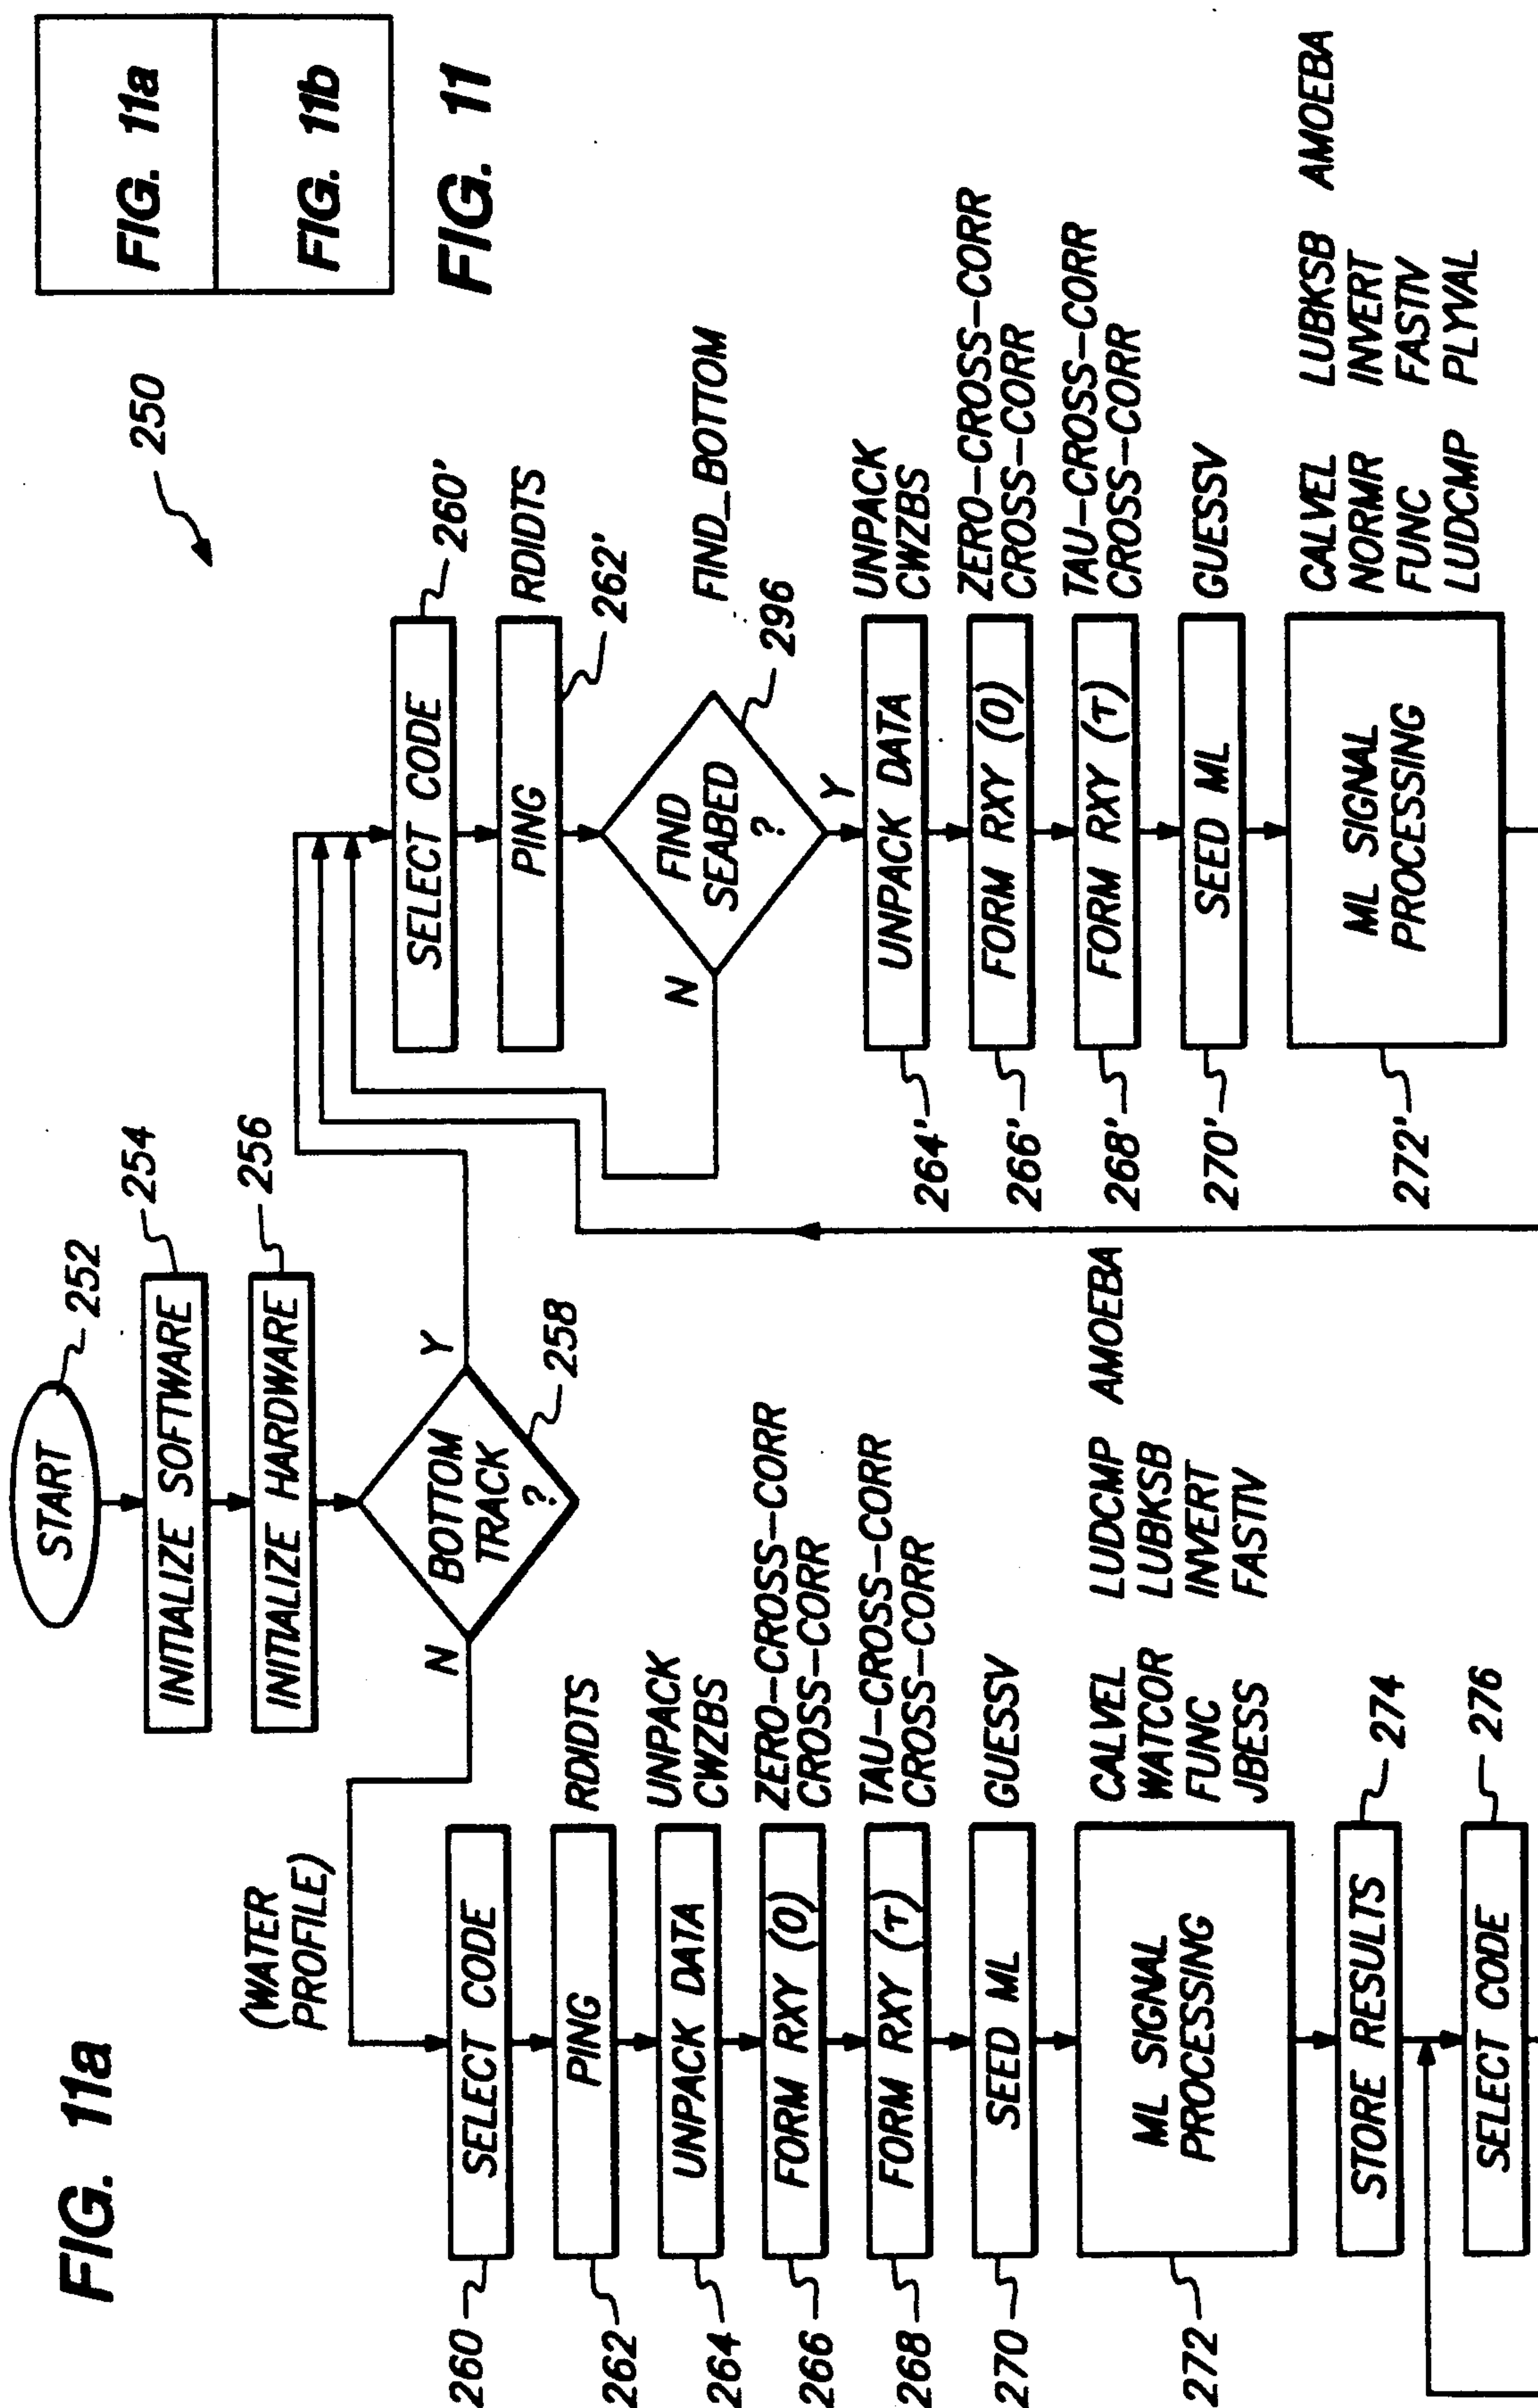 FIG. 11a
FIG. 11a
FIG. 11b
FIG. 11
250
START
252
INITIALIZE SOFTWARE
254
INITIALIZE HARDWARE
256
BOTTOM
TRACK
?
258
N
Y
(WATER
PROFILE)
260
SELECT CODE
262
PING
RDIDTS
264
UNPACK DATA
UNPACK
CWZBS
266
FORM RXY (0)
ZERO-CROSS-CORR
CROSS-CORR
268
FORM RXY (τ)
TAU-CROSS-CORR
CROSS-CORR
270
SEED ML
GUESSV
272
ML SIGNAL
PROCESSING
CALVEL LUDCMP AMOEBA
WATCOR LUBKSB
FUNC INVERT
JBESS FASTIV
STORE RESULTS
274
SELECT CODE
276
SELECT CODE
260'
PING
RDIDTS
262'
FIND
SEABED
?
FIND_BOTTOM
296
N
Y
264'
UNPACK DATA
UNPACK
CWZBS
266'
FORM RXY (0)
ZERO-CROSS-CORR
CROSS-CORR
268'
FORM RXY (τ)
TAU-CROSS-CORR
CROSS-CORR
270'
SEED ML
GUESSV
272'
ML SIGNAL
PROCESSING
CALVEL LUBKSB AMOEBA
NORMR INVERT
FUNC FASTIV
LUDCMP PLYVAL